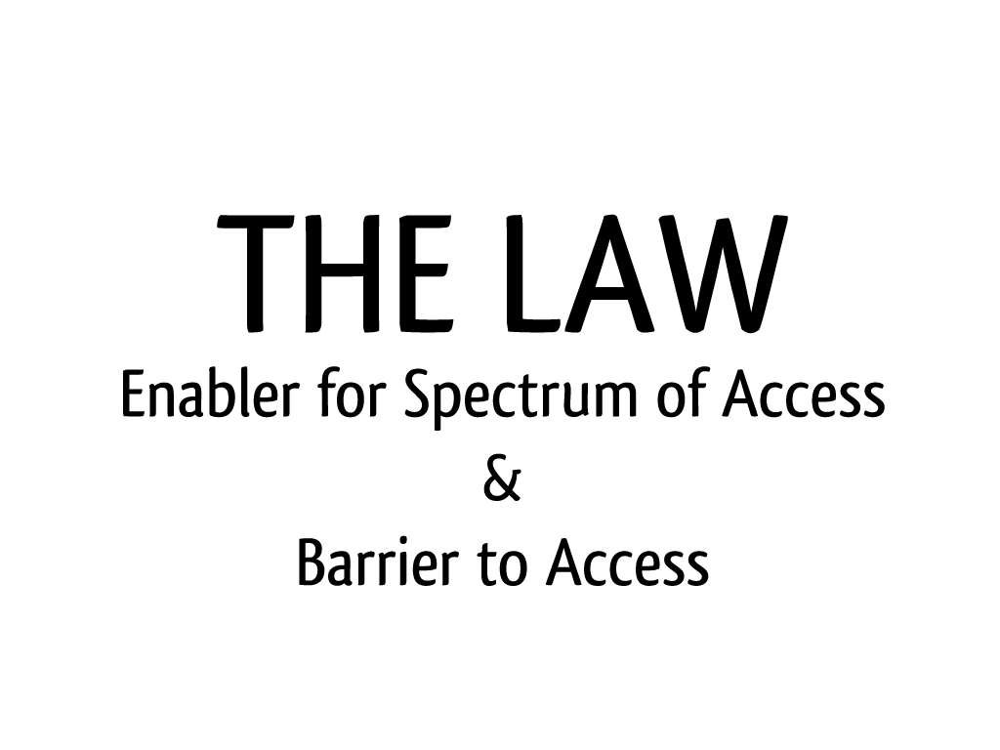 THE LAW
Enabler for Spectrum of Access
&
Barrier to Access